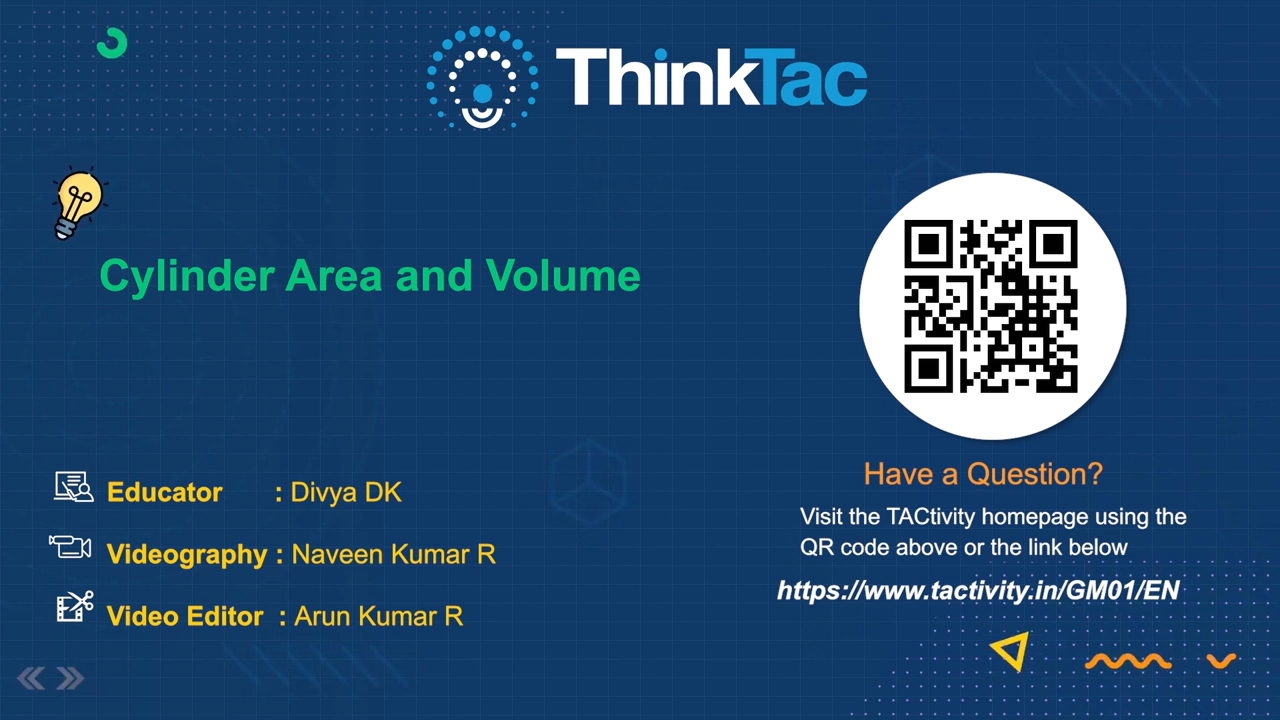 ThinkTac
Cylinder Area and Volume
Educator : Divya DK
Videography : Naveen Kumar R
Video Editor : Arun Kumar R
Have a Question?
Visit the TACtivity homepage using the
QR code above or the link below
https://www.tactivity.in/GM01/EN